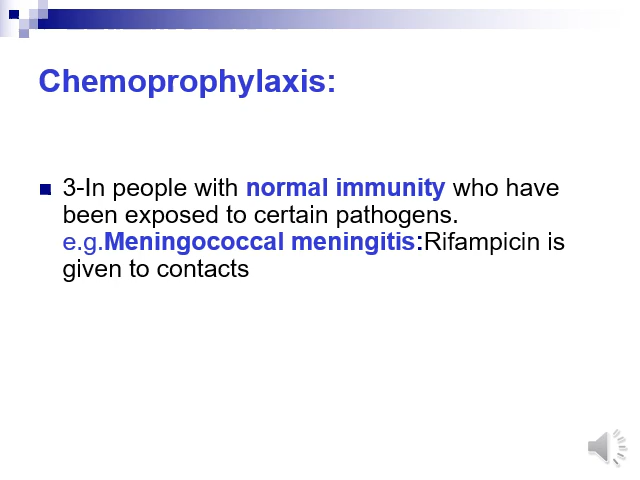 Chemoprophylaxis:
3-In people with normal immunity who have
been exposed to certain pathogens.
e.g.Meningococcal meningitis:Rifampicin is
given to contacts